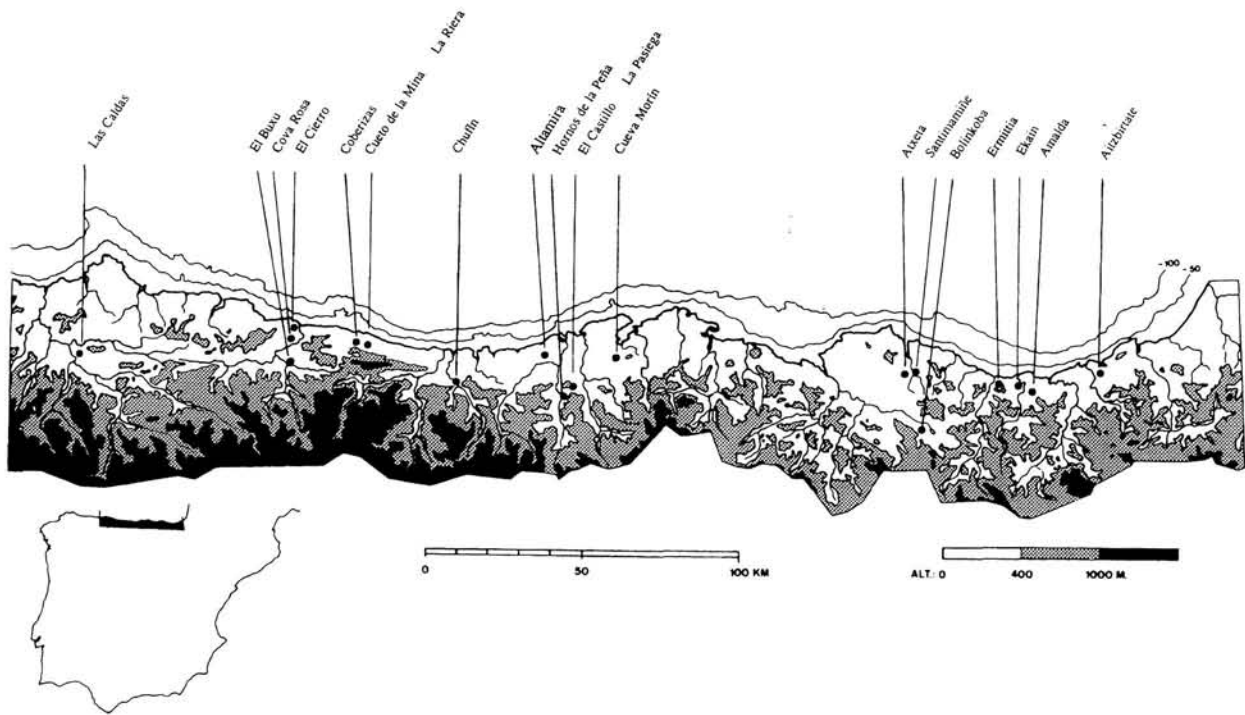 Las Caldas
El Buxu
Cova Rosa
El Cierro
Coberizas
Cueto de la Mina
La Riera
Chufín
Altamira
Hornos de la Peña
El Castillo
La Pasiega
Cueva Morín
Atxeta
Santimamiñe
Bolinkoba
Ermittia
Ekain
Amalda
Aitzbitarte
-100
-50
0
50
100 KM
ALT.: 0
400
1000 M.